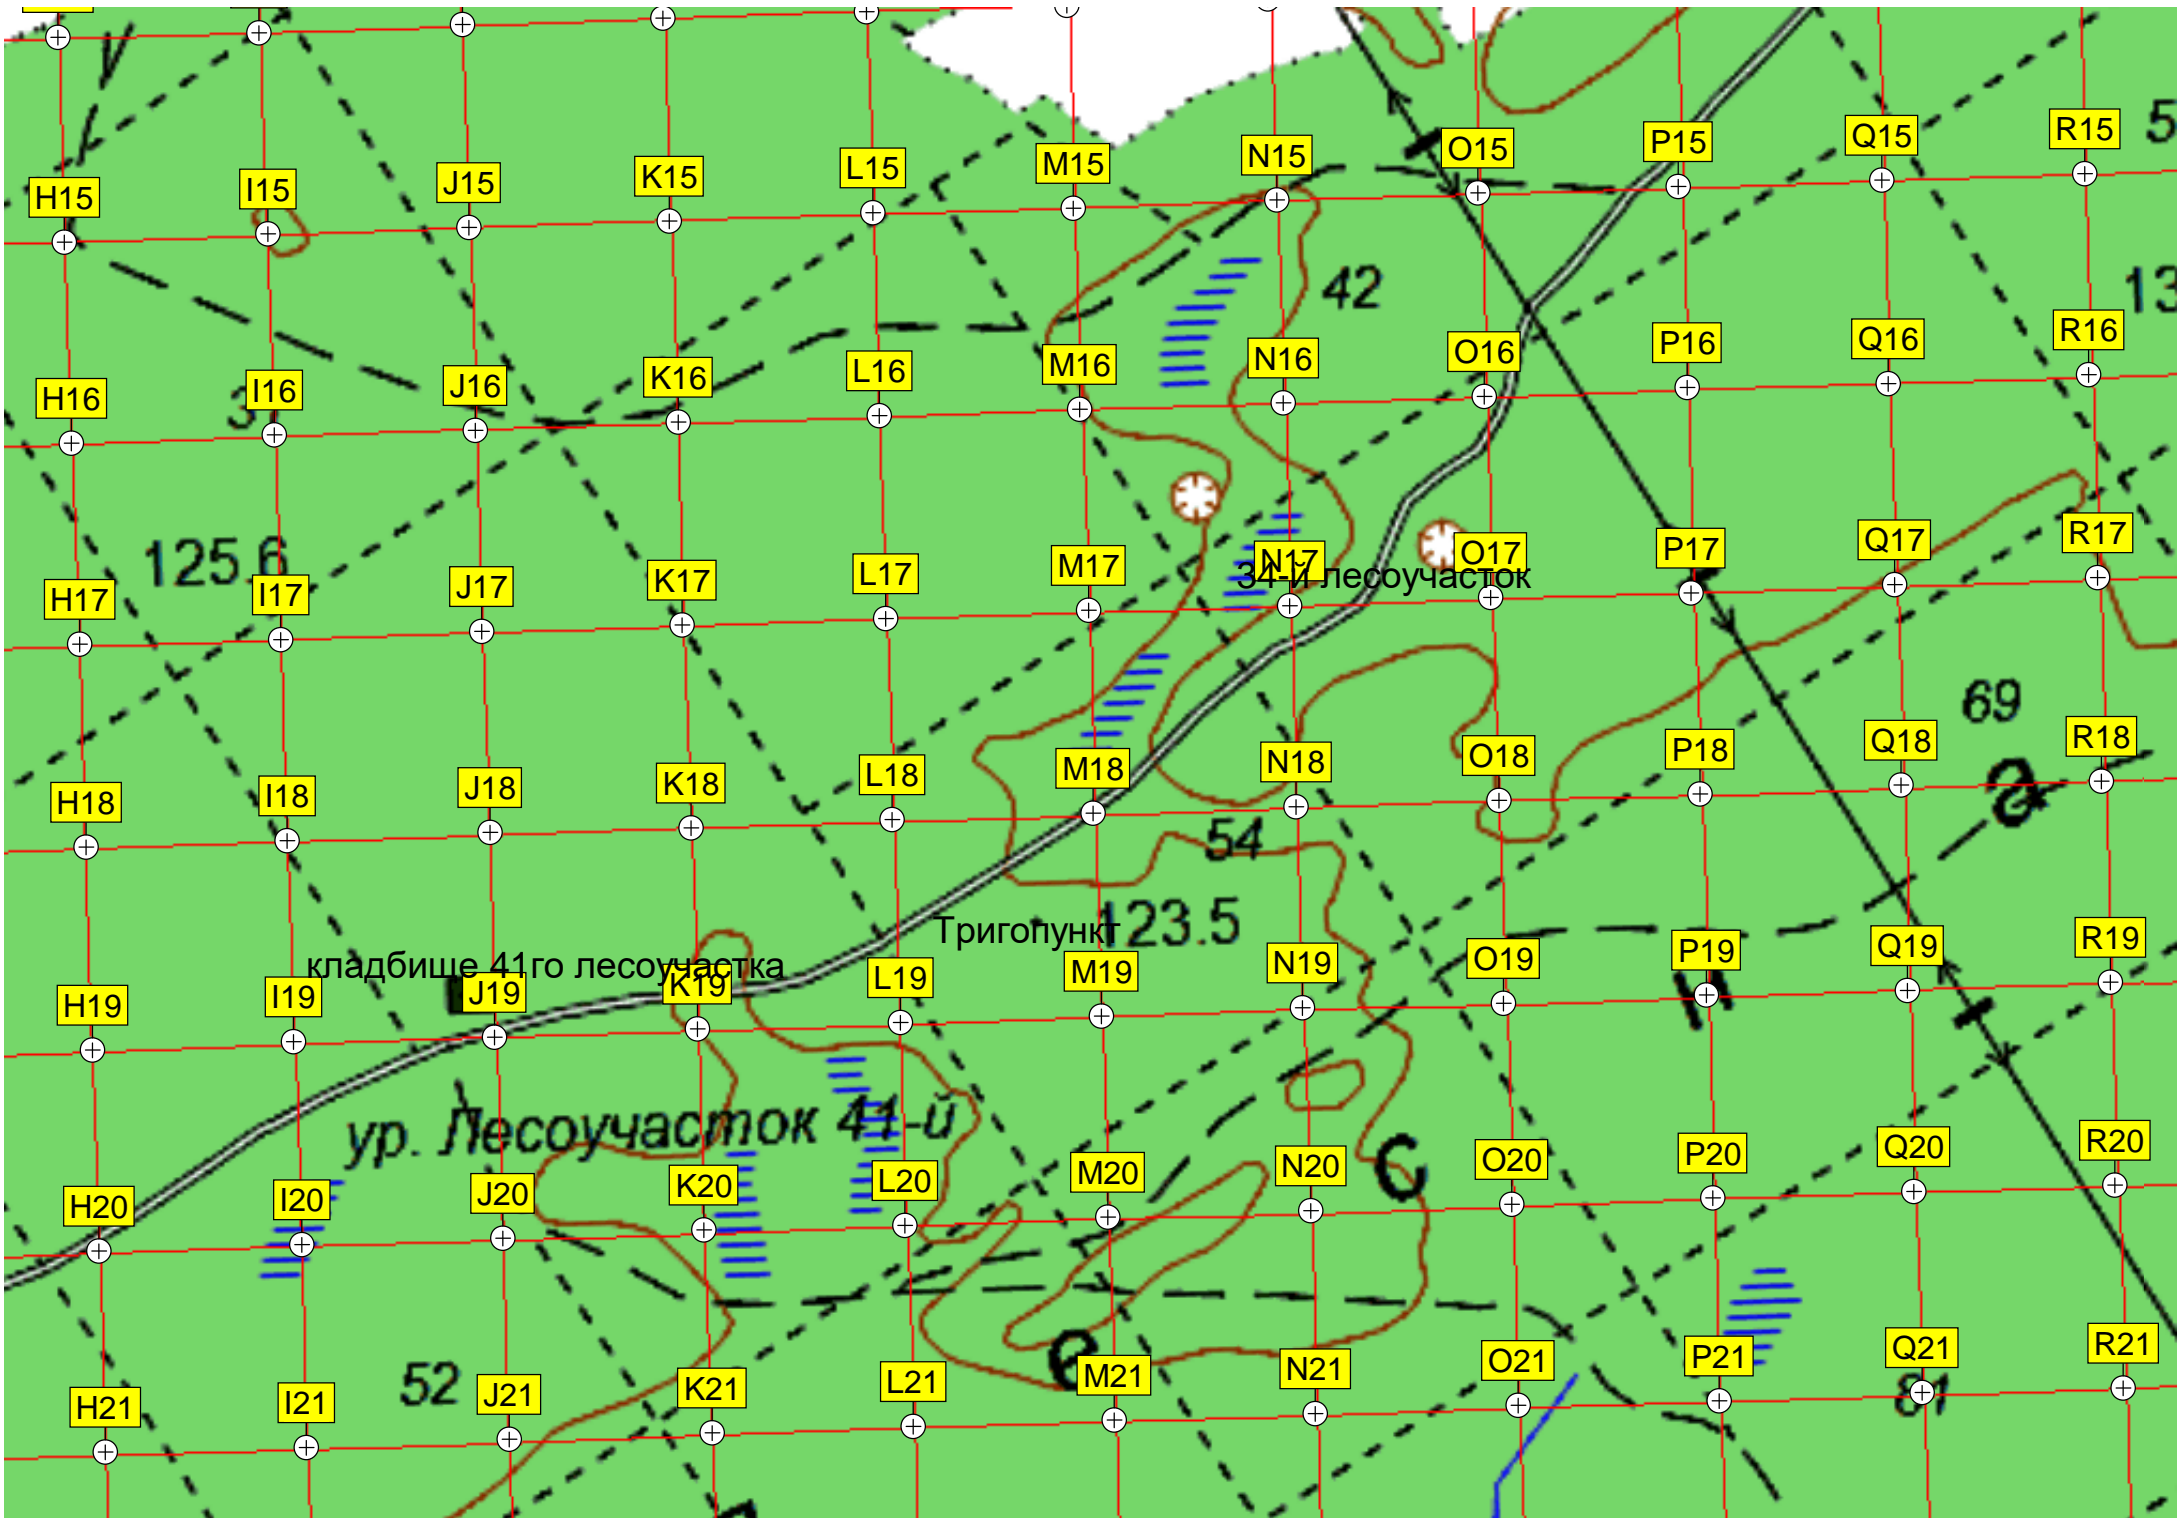 H15 I15 J15 K15 L15 M15 N15 O15 P15 Q15 R15
42
H16 I16 J16 K16 L16 M16 N16 O16 P16 Q16 R16
125.6
H17 I17 J17 K17 L17 M17 N17 O17 P17 Q17 R17
34-й лесоучасток
69
H18 I18 J18 K18 L18 M18 N18 O18 P18 Q18 R18
а
54
123.5
Тригопункт
кладбище 41го лесоучастка
H19 I19 J19 K19 L19 M19 N19 O19 P19 Q19 R19
н
ур. Лесоучасток 41-й
с
H20 I20 J20 K20 L20 M20 N20 O20 P20 Q20 R20
е
52
H21 I21 J21 K21 L21 M21 N21 O21 P21 Q21 R21
81